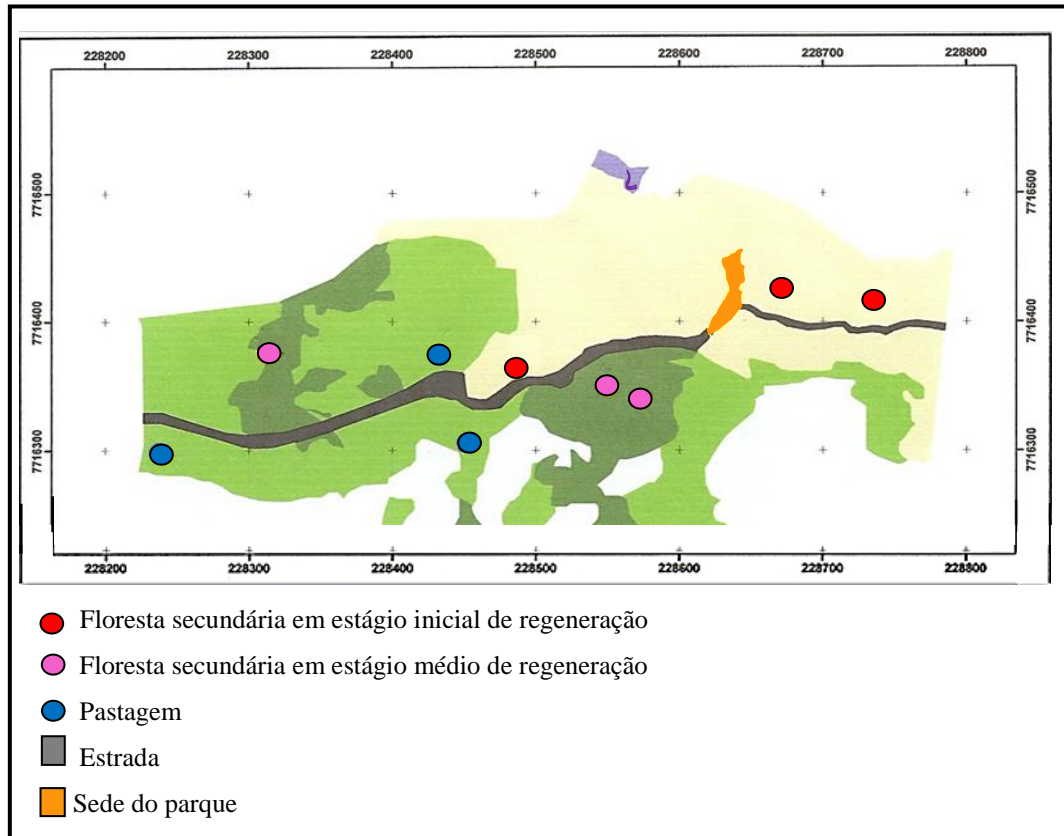 228200 228300 228400 228500 228600 228700 228800
7716500 7716500
7716400 7716400
7716300 7716300
228200 228300 228400 228500 228600 228700 228800
Floresta secundária em estágio inicial de regeneração
Floresta secundária em estágio médio de regeneração
Pastagem
Estrada
Sede do parque